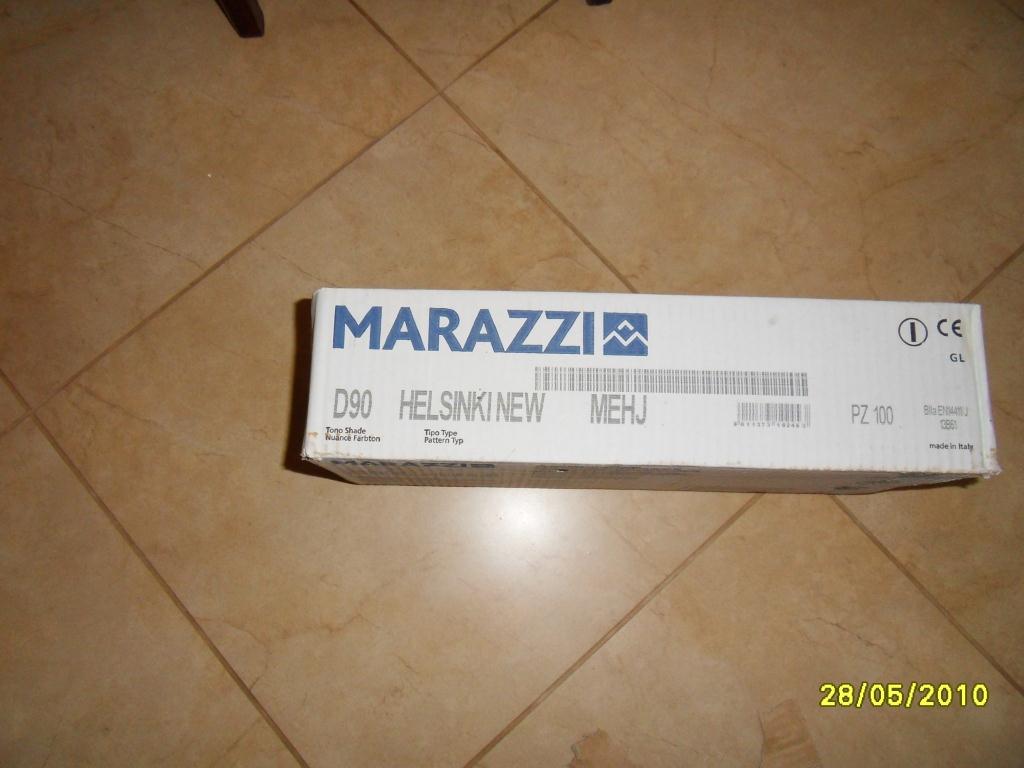 MARAZZI
CE
GL
D90 HELSINKI NEW MEHJ
PZ 100
Tono Shade
Nuance Farbton
Tipo Type
Pattern Typ
made in Italy
MARAZZI
28/05/2010